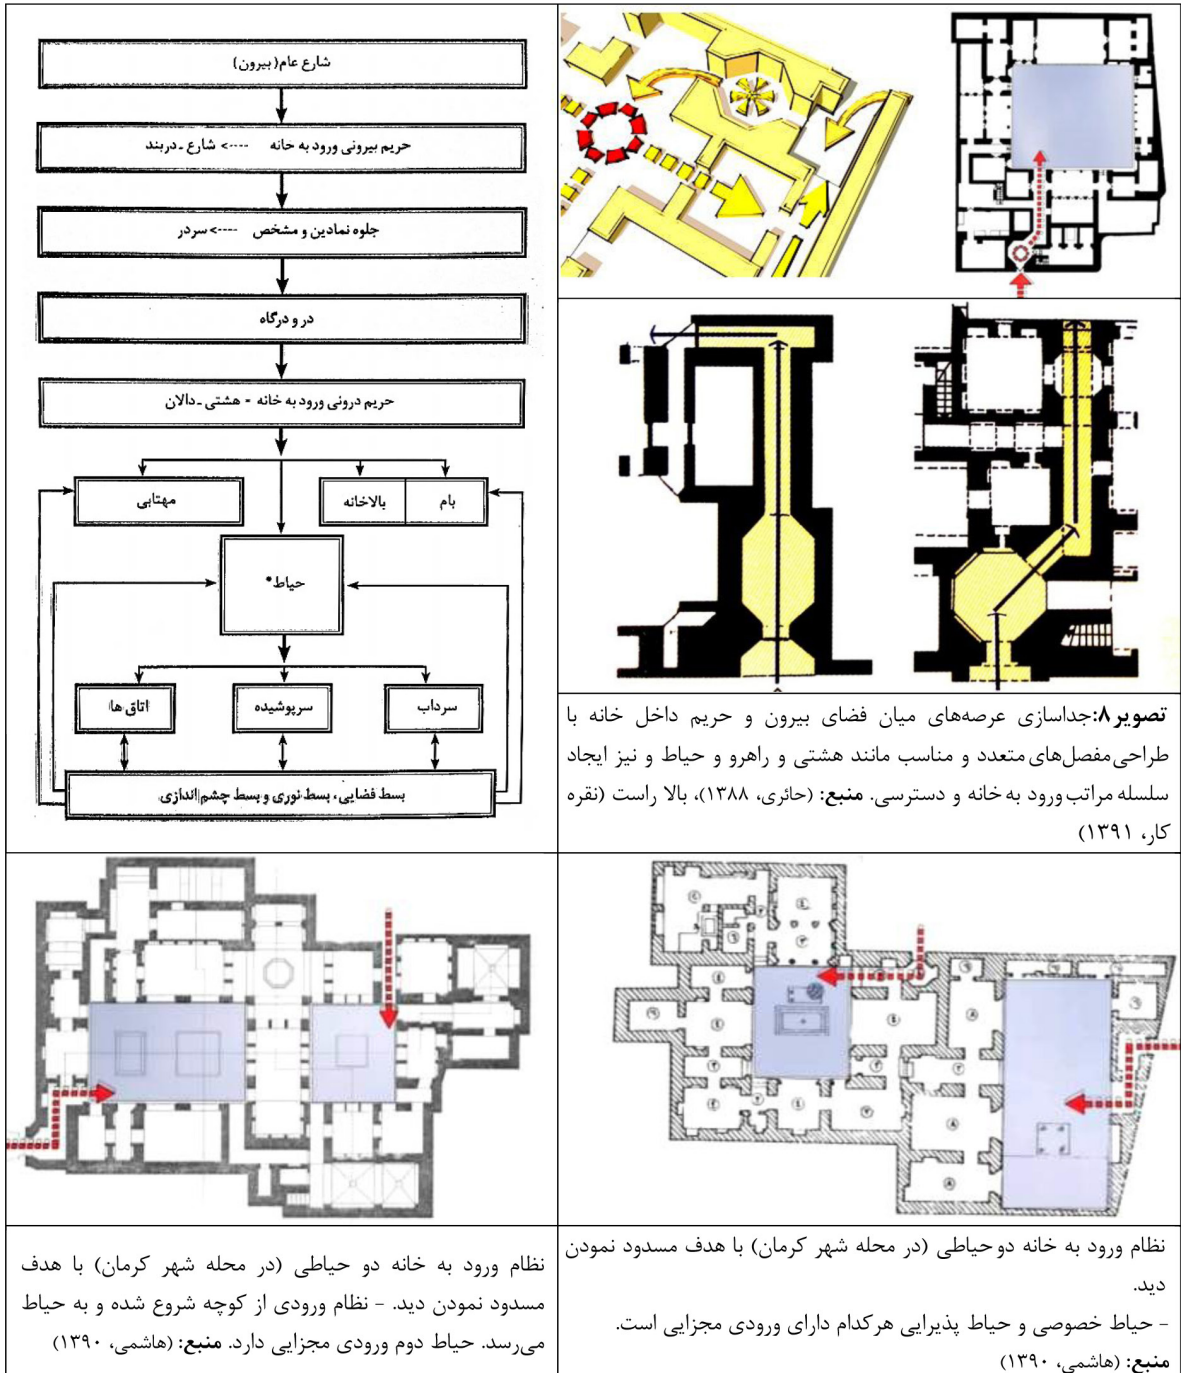 شارع عام(بیرون)
حریم بیرونی ورود به خانه ----> شارع ـ دربند
جلوه نمادین و مشخص ----> سردر
در و درگاه
حریم درونی ورود به خانه = هشتی ـ دالان
بام
بالاخانه
مهتابی
حیاط*
سرداب
سرپوشیده
اتاق ها
بسط فضایی، بسط نوری و بسط چشم اندازی.
تصویر ۸:جداسازی عرصه‌های میان فضای بیرون و حریم داخل خانه با
طراحی‌مفصل‌های متعدد و مناسب مانند هشتی و راهرو و حیاط و نیز ایجاد
سلسله مراتب ورود به خانه و دسترسی. منبع: (حائری، ۱۳۸۸)، بالا راست (نقره
کار، ۱۳۹۱)
نظام ورود به خانه دو حیاطی (در محله شهر کرمان) با هدف مسدود نمودن
دید.
- حیاط خصوصی و حیاط پذیرایی هرکدام دارای ورودی مجزایی است.
منبع: (هاشمی، ۱۳۹۰)
نظام ورود به خانه دو حیاطی (در محله شهر کرمان) با هدف
مسدود نمودن دید. - نظام ورودی از کوچه شروع شده و به حیاط
می‌رسد. حیاط دوم ورودی مجزایی دارد. منبع: (هاشمی، ۱۳۹۰)